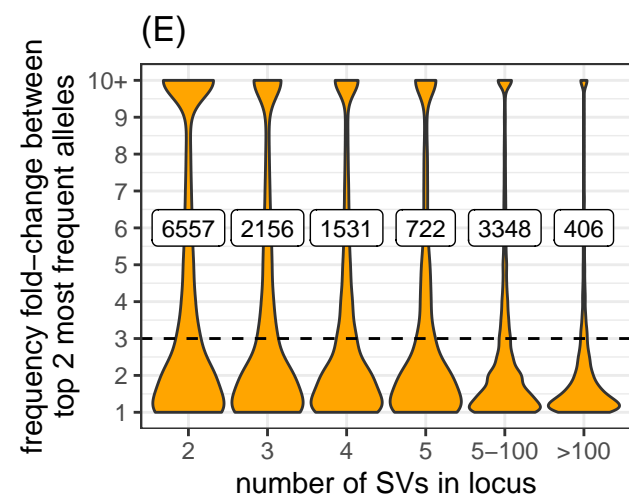 (E)
frequency fold−change between
top 2 most frequent alleles
10+
9
8
7
6
5
4
3
2
1
6557 2156 1531 722 3348 406
2 3 4 5 5−100 >100
number of SVs in locus